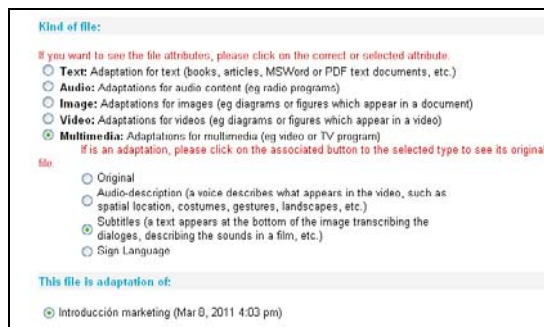 Kind of file:
If you want to see the file attributes, please click on the correct or selected attribute.
Text: Adaptation for text (books, articles, MSWord or PDF text documents, etc.)
Audio: Adaptations for audio content (eg radio programs)
Image: Adaptations for images (eg diagrams or figures which appear in a document)
Video: Adaptations for videos (eg diagrams or figures which appear in a video)
Multimedia: Adaptations for multimedia (eg video or TV program)
If is an adaptation, please click on the associated button to the selected type to see its original
file.
Original
Audio-description (a voice describes what appears in the video, such as
spatial location, costumes, gestures, landscapes, etc.)
Subtitles (a text appears at the bottom of the image transcribing the
dialoges, describing the sounds in a film, etc.)
Sign Language
This file is adaptation of:
Introducción marketing (Mar 8, 2011 4:03 pm)